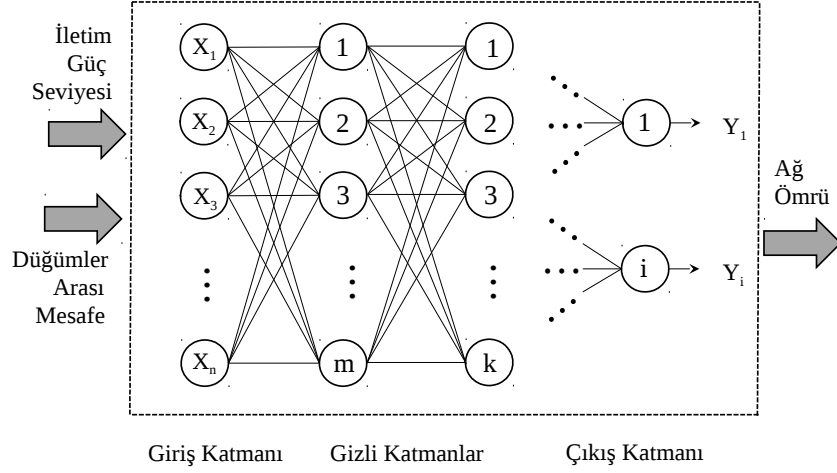 İletim
Güç
Seviyesi
Düğümler
Arası
Mesafe
X1
X2
X3
Xn
1
2
3
m
1
2
3
k
1
i
Y1
Yi
Ağ
Ömrü
Giriş Katmanı
Gizli Katmanlar
Çıkış Katmanı